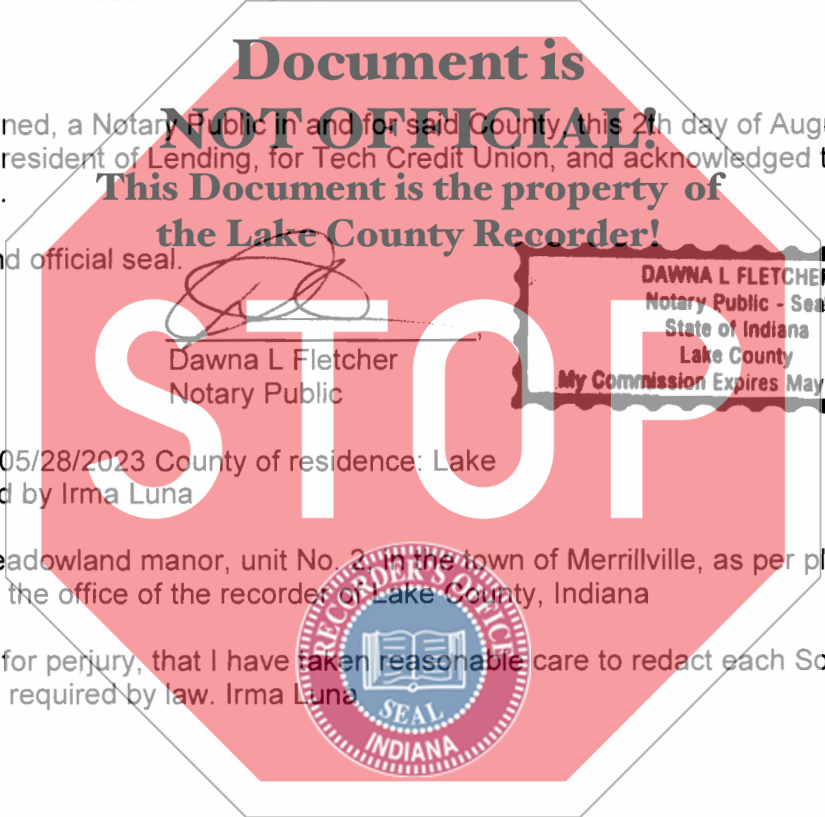 Document is
NOT OFFICIAL!
ned, a Notary Public in and for said County, this 2th day of Aug
resident of Lending, for Tech Credit Union, and acknowledged t
This Document is the property of
.
the Lake County Recorder!
d official seal.
DAWNA L FLETCHER
Notary Public - Sea
State of Indiana
Lake County
My Commission Expires May
,
Dawna L Fletcher
Notary Public
STOP
05/28/2023 County of residence: Lake
d by Irma Luna
eadowland manor, unit No. 2, in the town of Merrillville, as per pl
the office of the recorder of Lake County, Indiana
for perjury, that I have taken reasonable care to redact each So
required by law. Irma Luna
RECORDER'S OFFICE
SEAL
INDIANA